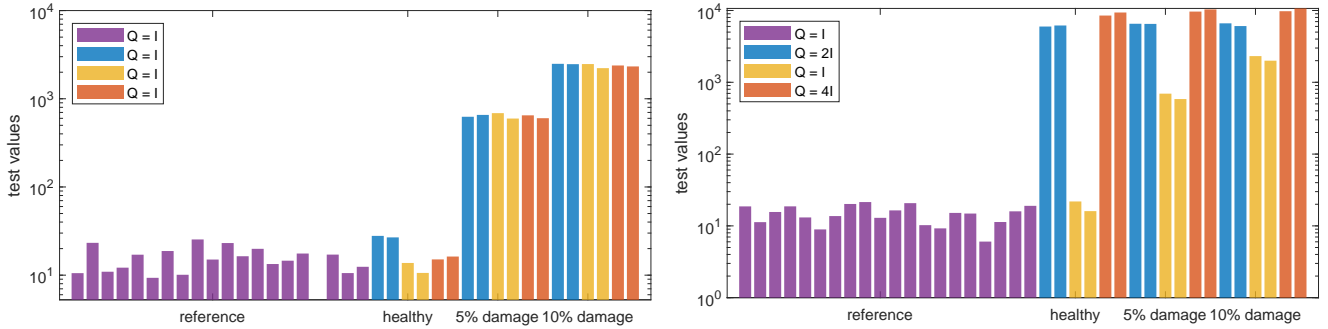 test values
10^4
10^3
10^2
10^1
Q = I
Q = I
Q = I
Q = I
reference
healthy
5% damage
10% damage
test values
10^4
10^3
10^2
10^1
10^0
Q = I
Q = 2I
Q = I
Q = 4I
reference
healthy
5% damage
10% damage